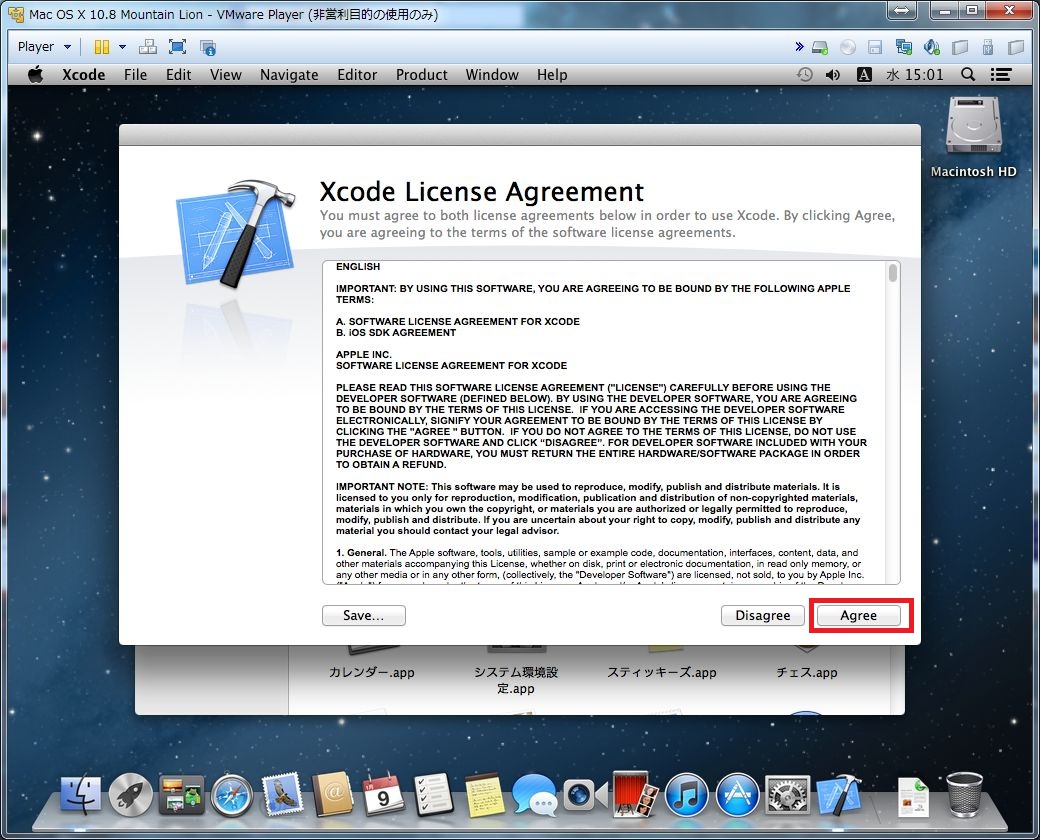 Mac OS X 10.8 Mountain Lion - VMware Player (非営利目的の使用のみ)
Player
Xcode File Edit View Navigate Editor Product Window Help
A 水 15:01
Macintosh HD
Xcode License Agreement
You must agree to both license agreements below in order to use Xcode. By clicking Agree,
you are agreeing to the terms of the software license agreements.
ENGLISH
IMPORTANT: BY USING THIS SOFTWARE, YOU ARE AGREEING TO BE BOUND BY THE FOLLOWING APPLE
TERMS:
A. SOFTWARE LICENSE AGREEMENT FOR XCODE
B. iOS SDK AGREEMENT
APPLE INC.
SOFTWARE LICENSE AGREEMENT FOR XCODE
PLEASE READ THIS SOFTWARE LICENSE AGREEMENT ("LICENSE") CAREFULLY BEFORE USING THE
DEVELOPER SOFTWARE (DEFINED BELOW). BY USING THE DEVELOPER SOFTWARE, YOU ARE AGREEING
TO BE BOUND BY THE TERMS OF THIS LICENSE. IF YOU ARE ACCESSING THE DEVELOPER SOFTWARE
ELECTRONICALLY, SIGNIFY YOUR AGREEMENT TO BE BOUND BY THE TERMS OF THIS LICENSE BY
CLICKING THE "AGREE " BUTTON. IF YOU DO NOT AGREE TO THE TERMS OF THIS LICENSE, DO NOT USE
THE DEVELOPER SOFTWARE AND CLICK “DISAGREE”. FOR DEVELOPER SOFTWARE INCLUDED WITH YOUR
PURCHASE OF HARDWARE, YOU MUST RETURN THE ENTIRE HARDWARE/SOFTWARE PACKAGE IN ORDER
TO OBTAIN A REFUND.
IMPORTANT NOTE: This software may be used to reproduce, modify, publish and distribute materials. It is
licensed to you only for reproduction, modification, publication and distribution of non-copyrighted materials,
materials in which you own the copyright, or materials you are authorized or legally permitted to reproduce,
modify, publish and distribute. If you are uncertain about your right to copy, modify, publish and distribute any
material you should contact your legal advisor.
1. General. The Apple software, tools, utilities, sample or example code, documentation, interfaces, content, data, and
other materials accompanying this License, whether on disk, print or electronic documentation, in read only memory, or
any other media or in any other form, (collectively, the "Developer Software") are licensed, not sold, to you by Apple Inc.
Save...
Disagree
Agree
カレンダー.app
システム環境設
定.app
スティッキーズ.app
チェス.app
9